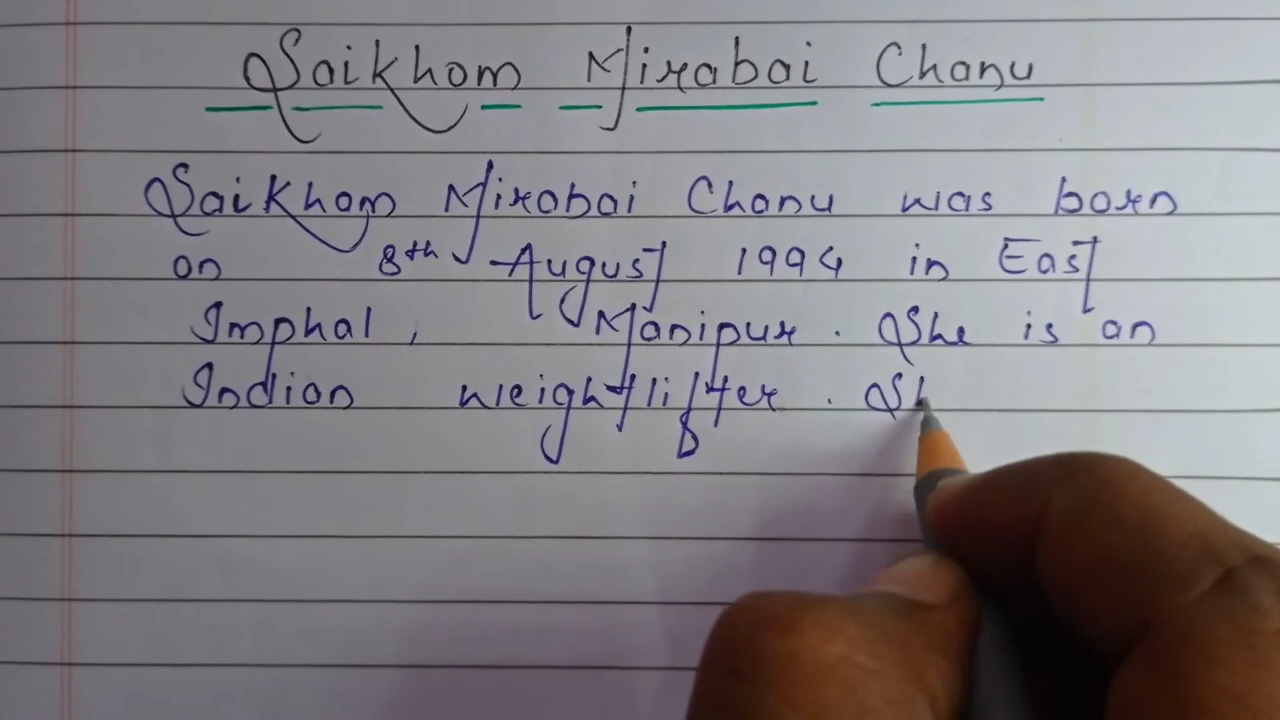 Saikhom Mirabai Chanu
Saikhom Mirabai Chanu was born
on 8th August 1994 in East
Imphal, Manipur. She is an
Indian weightlifter. Sh